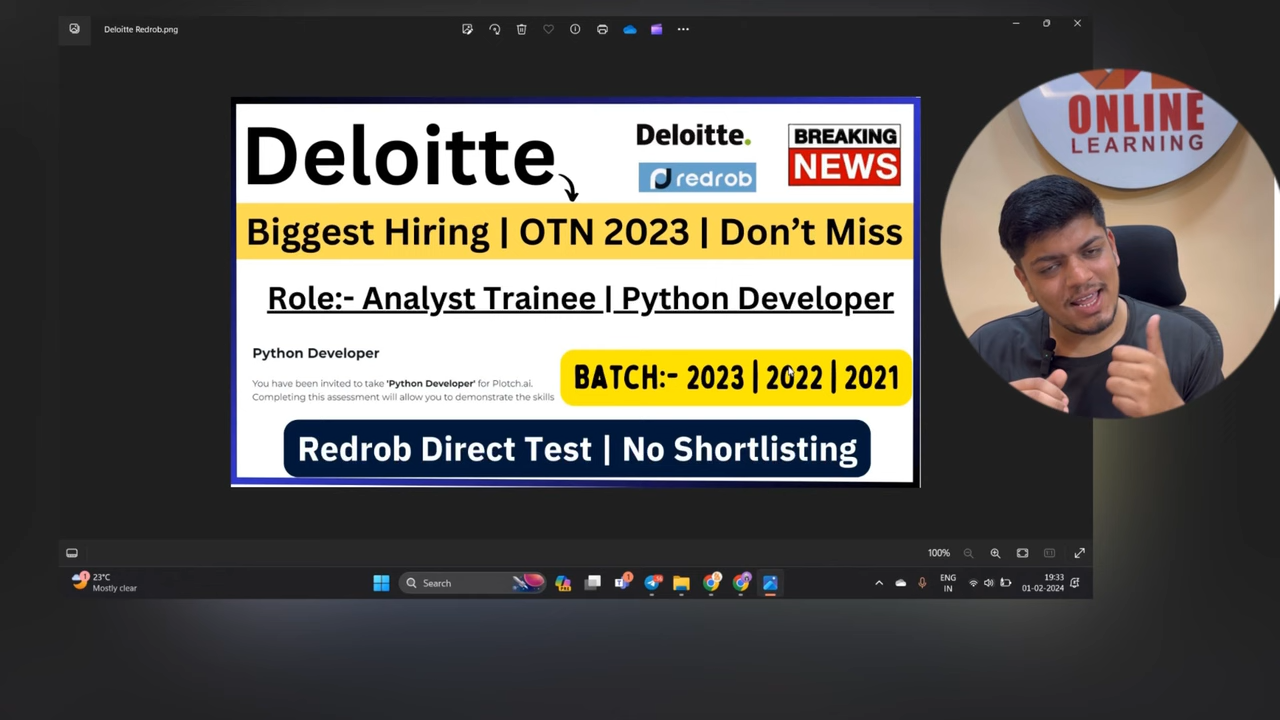 Deloitte Redrob.png
Deloitte
Deloitte.
redrob
BREAKING
NEWS
Biggest Hiring | OTN 2023 | Don't Miss
Role:- Analyst Trainee | Python Developer
Python Developer
You have been invited to take 'Python Developer' for Plotch.ai.
Completing this assessment will allow you to demonstrate the skills
BATCH:- 2023 | 2022 | 2021
Redrob Direct Test | No Shortlisting
ONLINE
LEARNING
100%
23°C
Mostly clear
Search
ENG
IN
19:33
01-02-2024